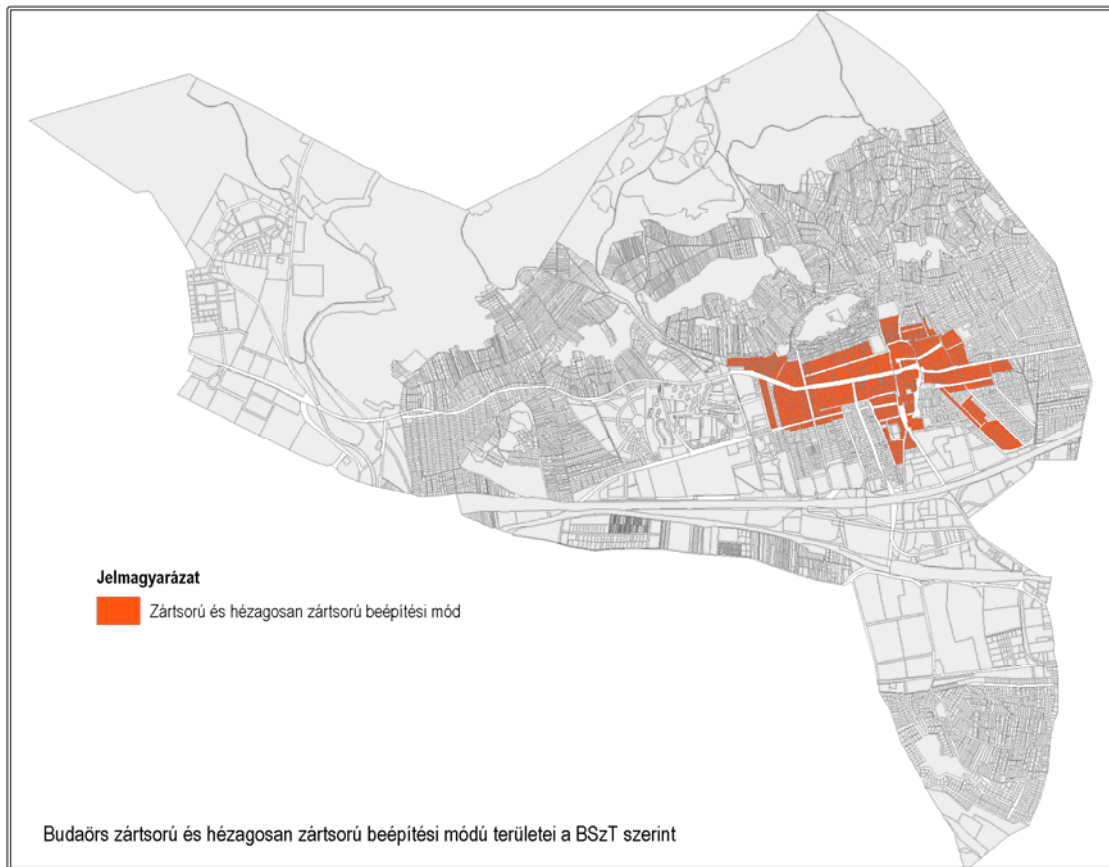 Jelmagyarázat
Zártsorú és hézagosan zártsorú beépítési mód
Budaörs zártsorú és hézagosan zártsorú beépítési módú területei a BSzT szerint